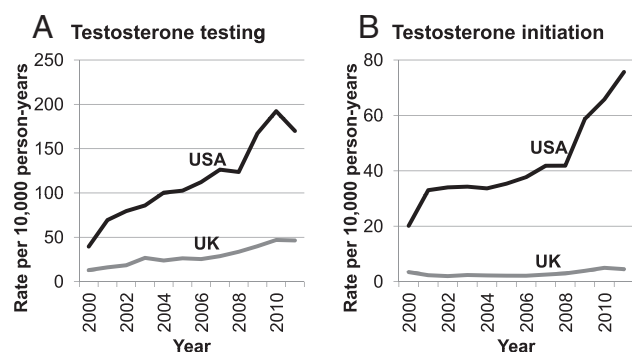 A Testosterone testing
Rate per 10,000 person-years
250
200
150
100
50
0
USA
UK
2000
2002
2004
2006
2008
2010
Year
B Testosterone initiation
Rate per 10,000 person-years
80
60
40
20
0
USA
UK
2000
2002
2004
2006
2008
2010
Year